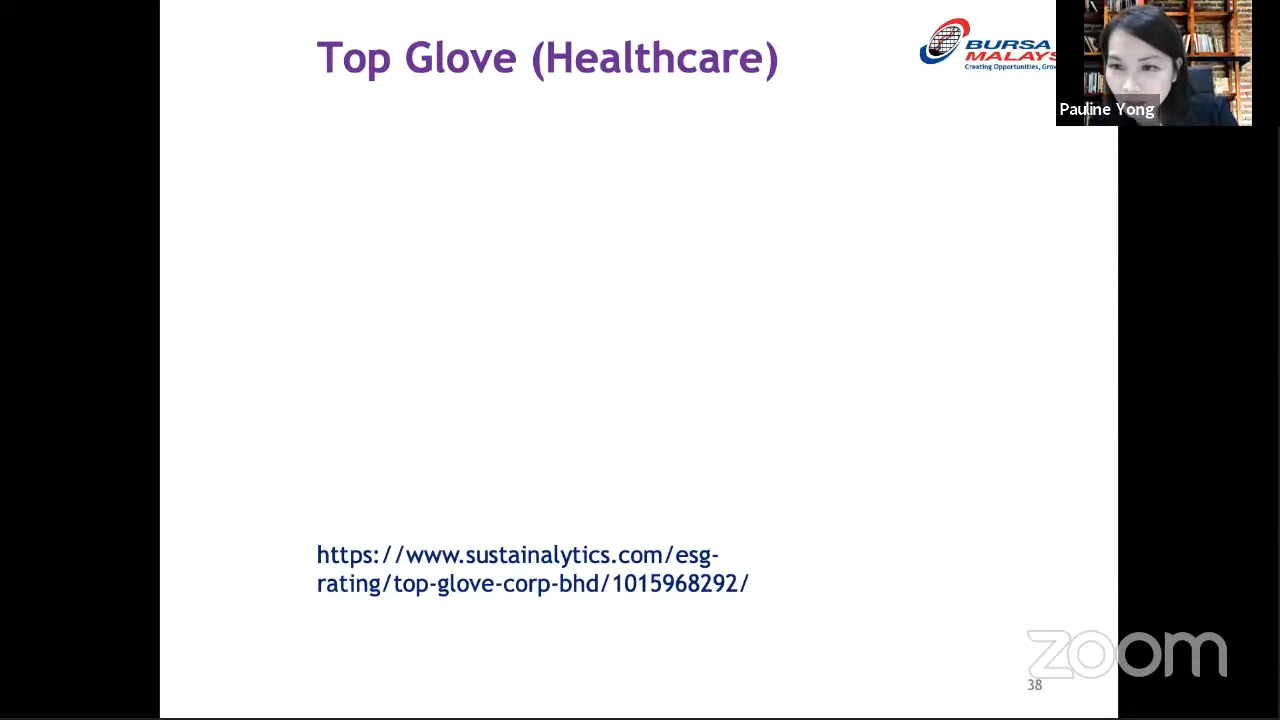 Top Glove (Healthcare)
BURSA
MALAYS
Creating Opportunities, Grow
Pauline Yong
https://www.sustainalytics.com/esg-
rating/top-glove-corp-bhd/1015968292/
zoom
38